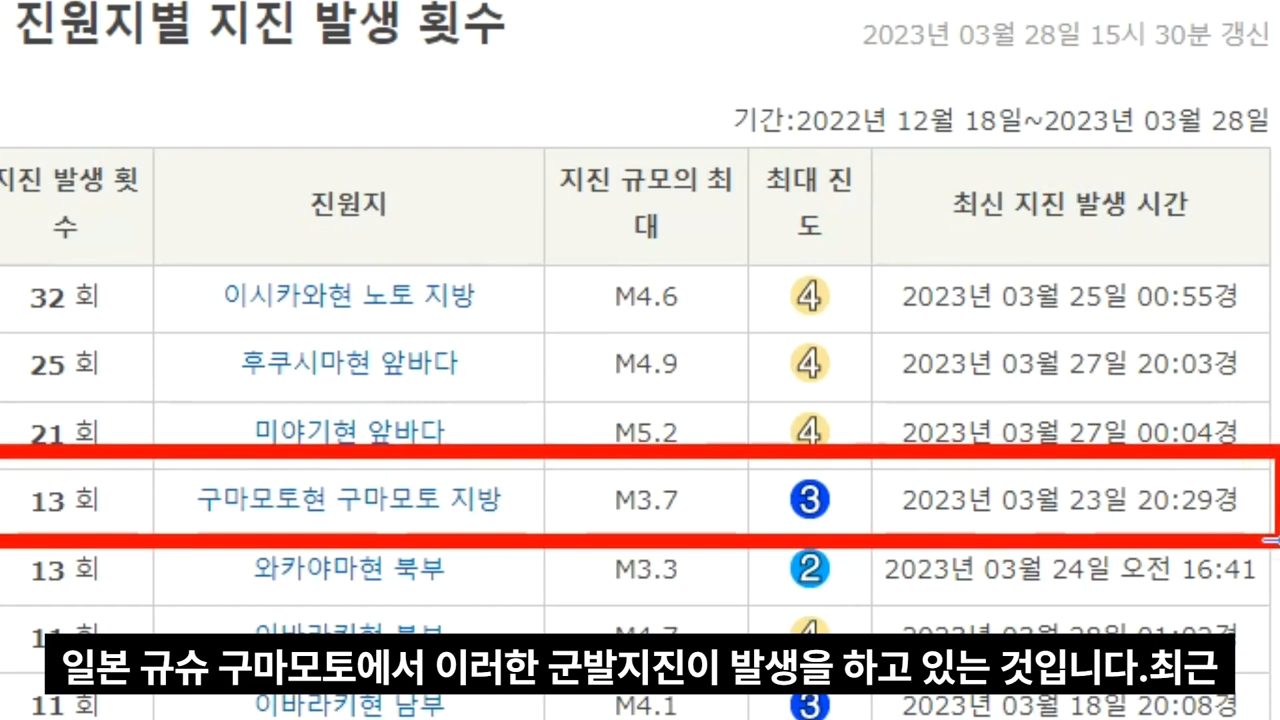 진원지별 지진 발생 횟수
2023년 03월 28일 15시 30분 갱신
기간:2022년 12월 18일~2023년 03월 28일
지진 발생 횟수 진원지 지진 규모의 최대 최대 진도 최신 지진 발생 시간
32 회 이시카와현 노토 지방 M4.6 4 2023년 03월 25일 00:55경
25 회 후쿠시마현 앞바다 M4.9 4 2023년 03월 27일 20:03경
21 회 미야기현 앞바다 M5.2 4 2023년 03월 27일 00:04경
13 회 구마모토현 구마모토 지방 M3.7 3 2023년 03월 23일 20:29경
13 회 와카야마현 북부 M3.3 2 2023년 03월 24일 오전 16:41
이바라키현 북부
일본 규슈 구마모토에서 이러한 군발지진이 발생을 하고 있는 것입니다.최근
11 회 이바라키현 남부 M4.1 3 2023년 03월 18일 20:08경